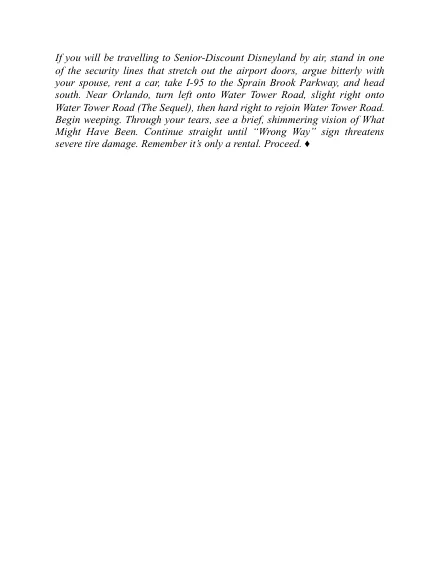 If you will be travelling to Senior-Discount Disneyland by air, stand in one
of the security lines that stretch out the airport doors, argue bitterly with
your spouse, rent a car, take I-95 to the Sprain Brook Parkway, and head
south. Near Orlando, turn left onto Water Tower Road, slight right onto
Water Tower Road (The Sequel), then hard right to rejoin Water Tower Road.
Begin weeping. Through your tears, see a brief, shimmering vision of What
Might Have Been. Continue straight until “Wrong Way” sign threatens
severe tire damage. Remember it’s only a rental. Proceed. ♦